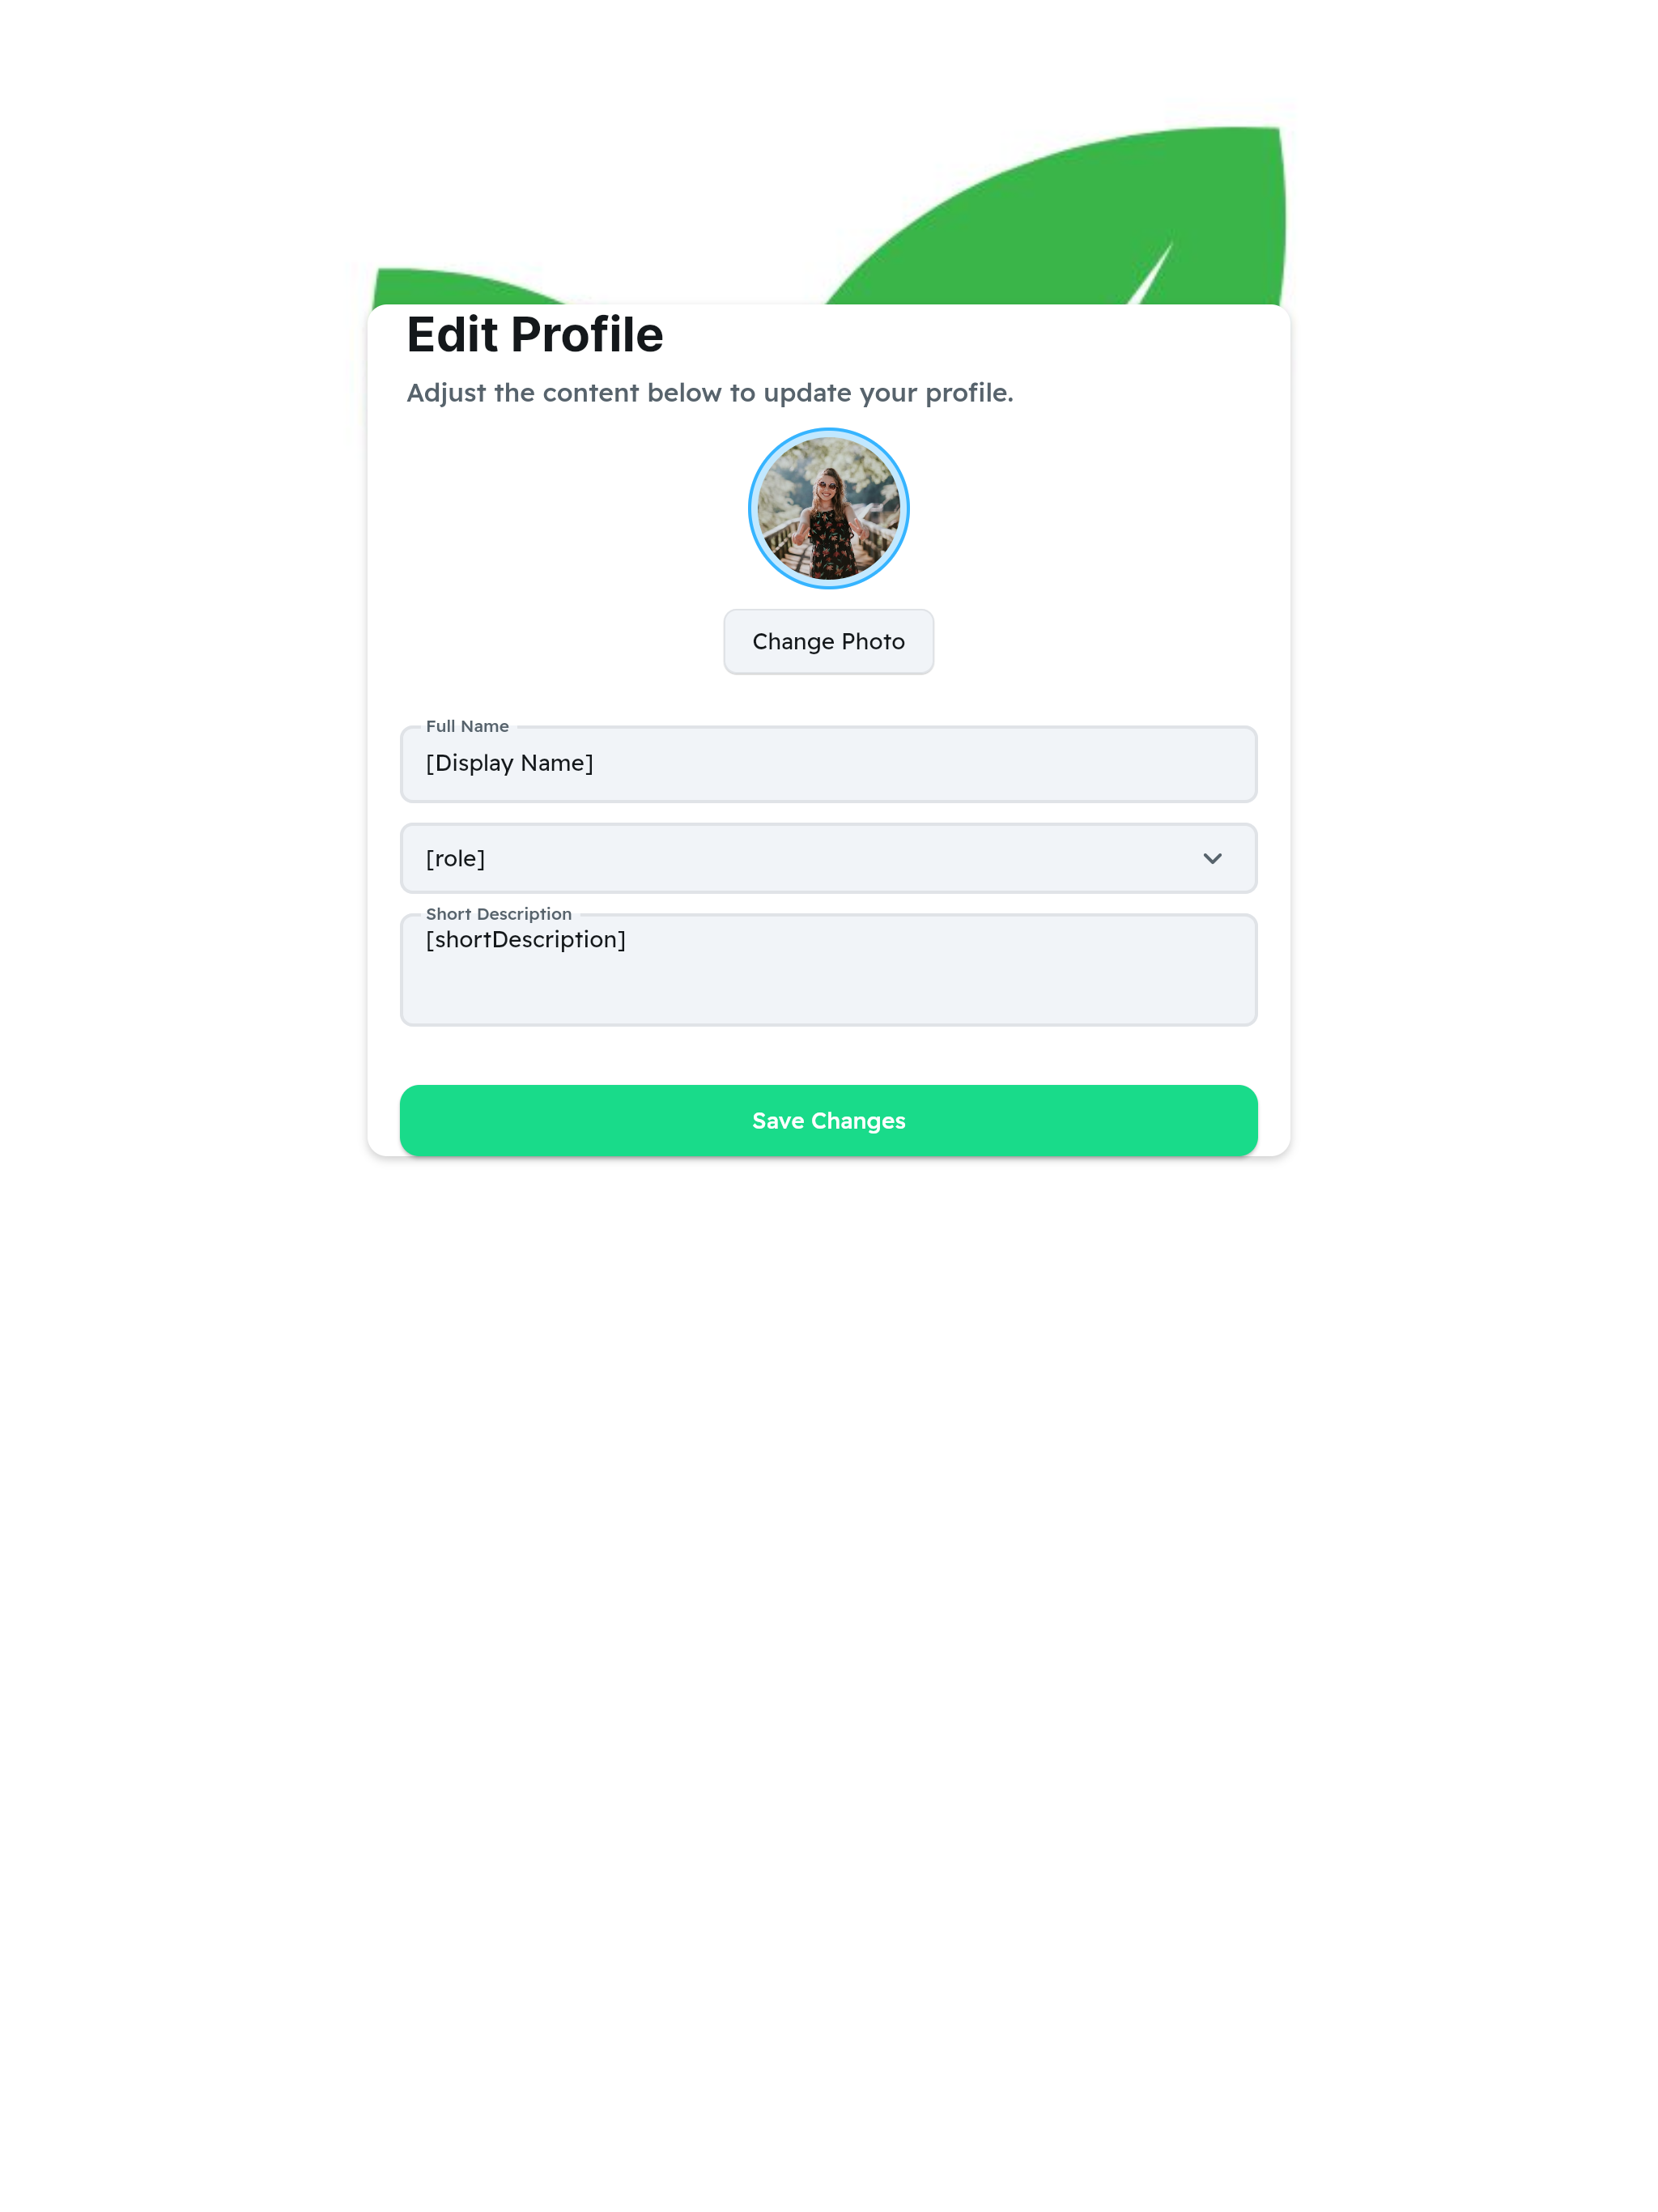 Edit Profile
Adjust the content below to update your profile.
Change Photo
Full Name
[Display Name]
[role]
Short Description
[shortDescription]
Save Changes